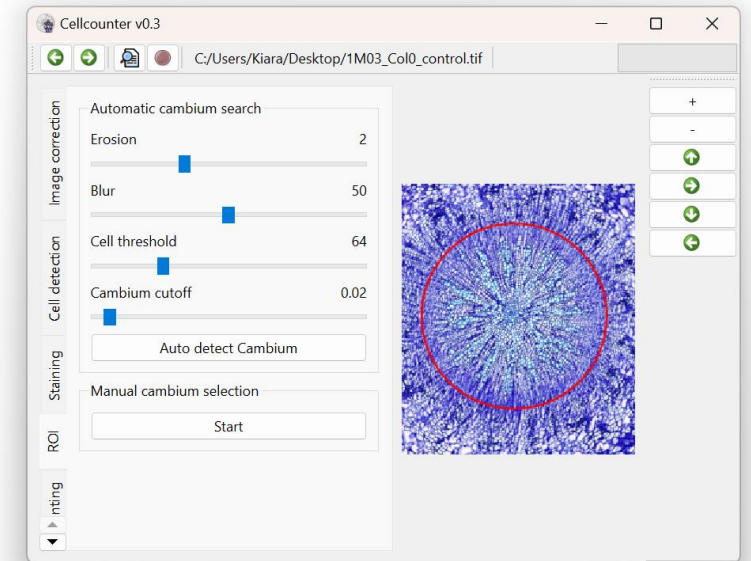 Cellcounter v0.3
C:/Users/Kiara/Desktop/1M03_Col0_control.tif
Image correction
Cell detection
Staining
ROI
nting
Automatic cambium search
Erosion 2
Blur 50
Cell threshold 64
Cambium cutoff 0.02
Auto detect Cambium
Manual cambium selection
Start
+
-